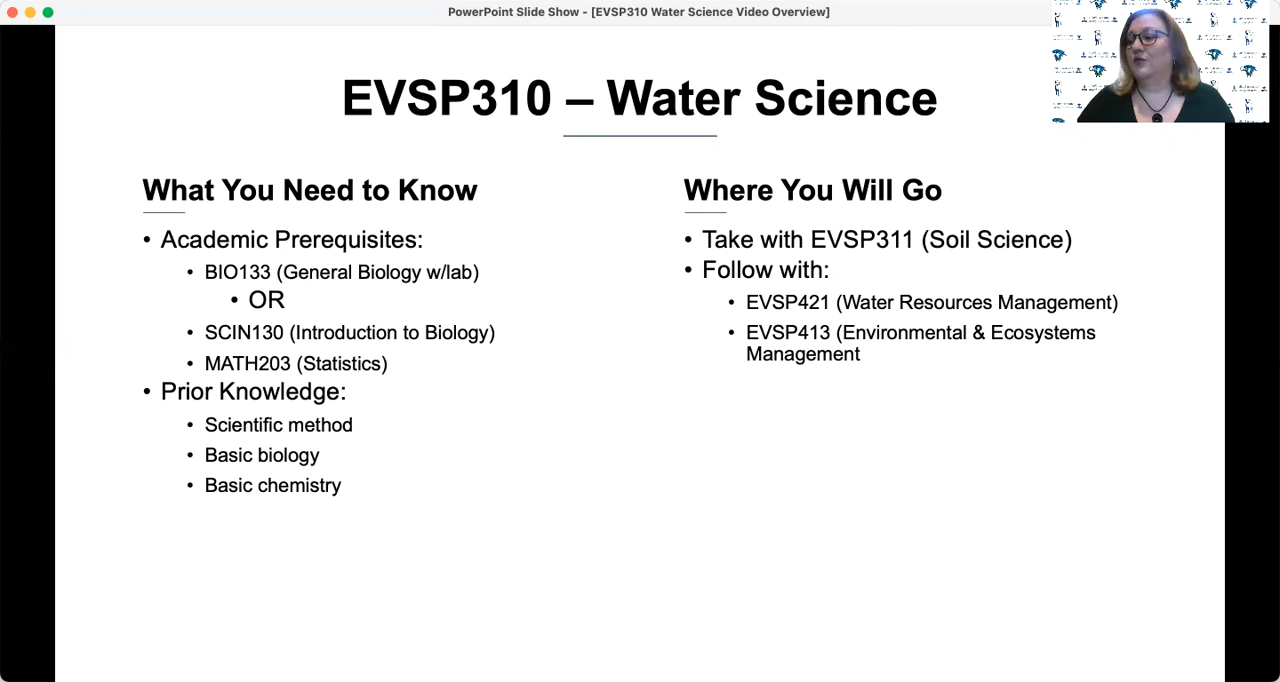 PowerPoint Slide Show - [EVSP310 Water Science Video Overview]
EVSP310 – Water Science
What You Need to Know
• Academic Prerequisites:
• BIO133 (General Biology w/lab)
• OR
• SCIN130 (Introduction to Biology)
• MATH203 (Statistics)
• Prior Knowledge:
• Scientific method
• Basic biology
• Basic chemistry
Where You Will Go
• Take with EVSP311 (Soil Science)
• Follow with:
• EVSP421 (Water Resources Management)
• EVSP413 (Environmental & Ecosystems
Management